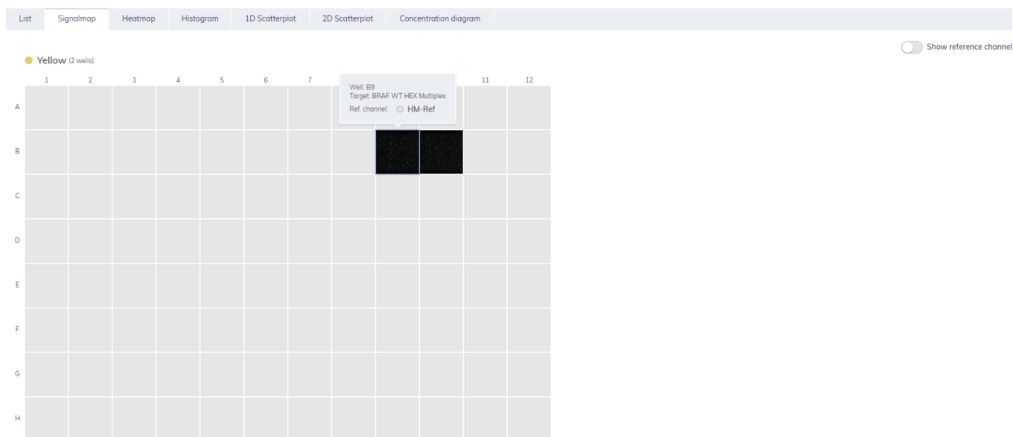 List Signalmap Heatmap Histogram 1D Scatterplot 2D Scatterplot Concentration diagram
Show reference channel
Yellow (2 wells)
1 2 3 4 5 6 7 11 12
Well: B9
Target: BRAF WT HEX Multiplex
Ref. channel: HM-Ref
A
B
C
D
E
F
G
H